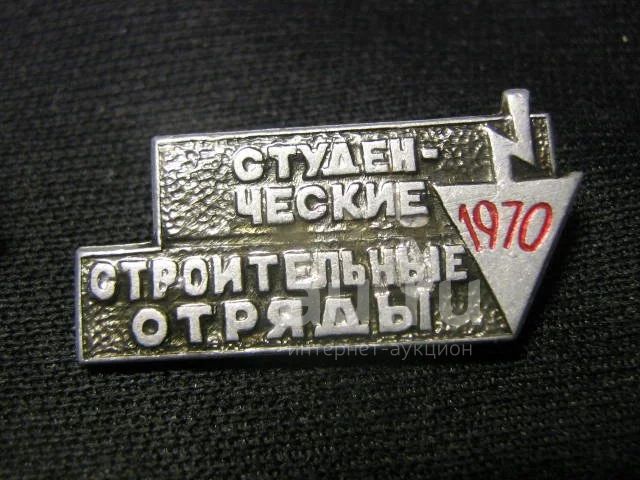 СТУДЕН-
ЧЕСКИЕ
1970
СТРОИТЕЛЬНЫЕ
ОТРЯДЫ
интернет-аукцион